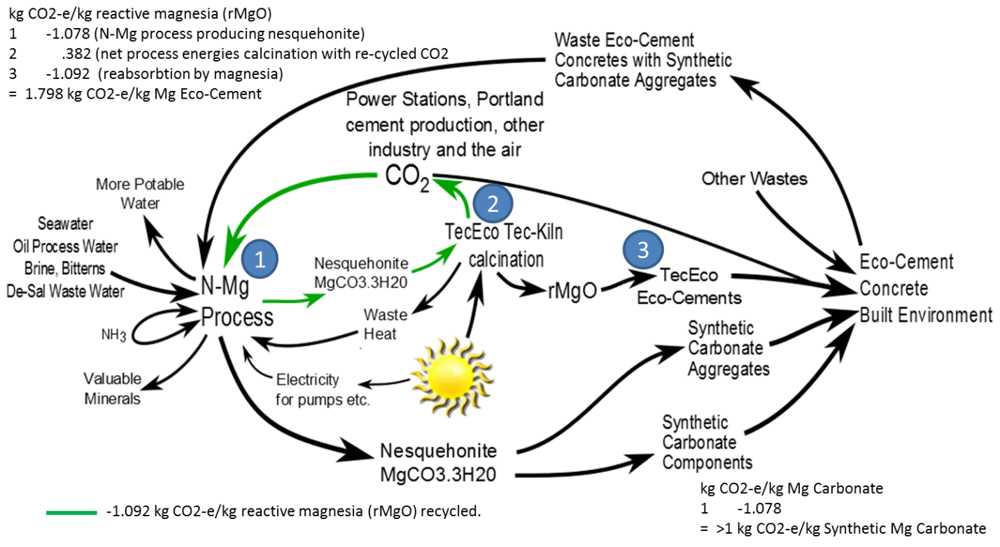 kg CO2-e/kg reactive magnesia (rMgO)
1 -1.078 (N-Mg process producing nesquehonite)
2 .382 (net process energies calcination with re-cycled CO2
3 -1.092 (reabsorbtion by magnesia)
= 1.798 kg CO2-e/kg Mg Eco-Cement
Waste Eco-Cement
Concretes with Synthetic
Carbonate Aggregates
Power Stations, Portland
cement production, other
industry and the air
CO2
More Potable
Water
Seawater
Oil Process Water
Brine, Bitterns
De-Sal Waste Water
N-Mg
Process
1
NH3
Valuable
Minerals
Nesquehonite
MgCO3.3H20
2
TecEco Tec-Kiln
calcination
Waste
Heat
Electricity
for pumps etc.
rMgO
3
TecEco
Eco-Cements
Other Wastes
Eco-Cement
Concrete
Built Environment
Synthetic
Carbonate
Aggregates
Synthetic
Carbonate
Components
Nesquehonite
MgCO3.3H20
kg CO2-e/kg Mg Carbonate
1 -1.078
= >1 kg CO2-e/kg Synthetic Mg Carbonate
-1.092 kg CO2-e/kg reactive magnesia (rMgO) recycled.